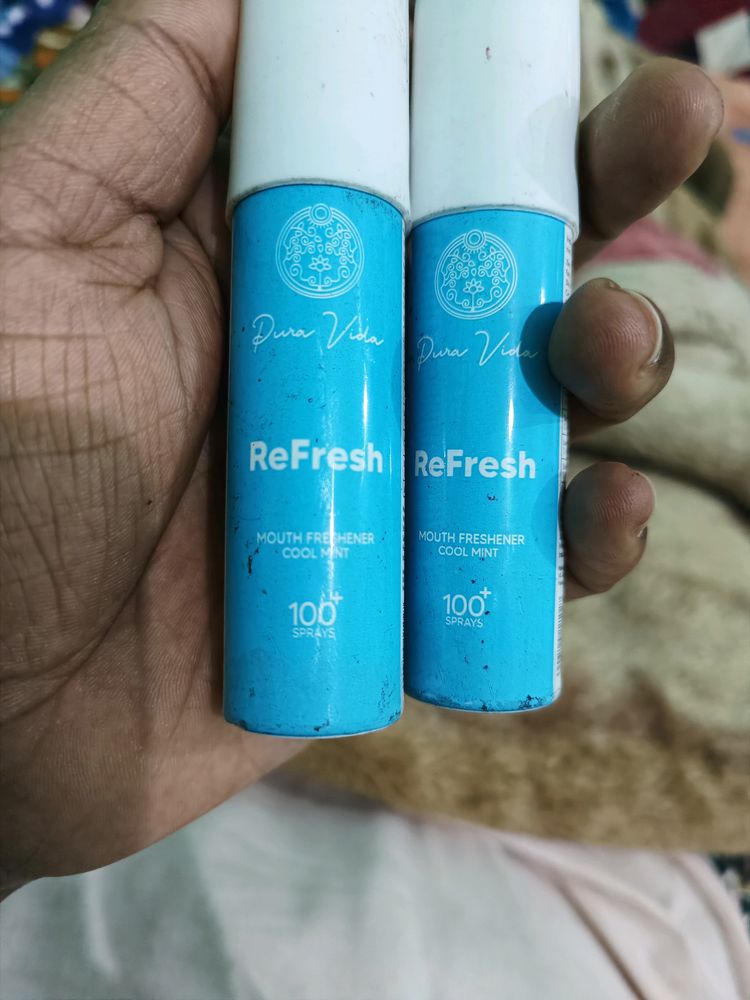 Pura Vida
ReFresh
MOUTH FRESHENER
COOL MINT
100+
SPRAYS
Pura Vida
ReFresh
MOUTH FRESHENER
COOL MINT
100+
SPRAYS